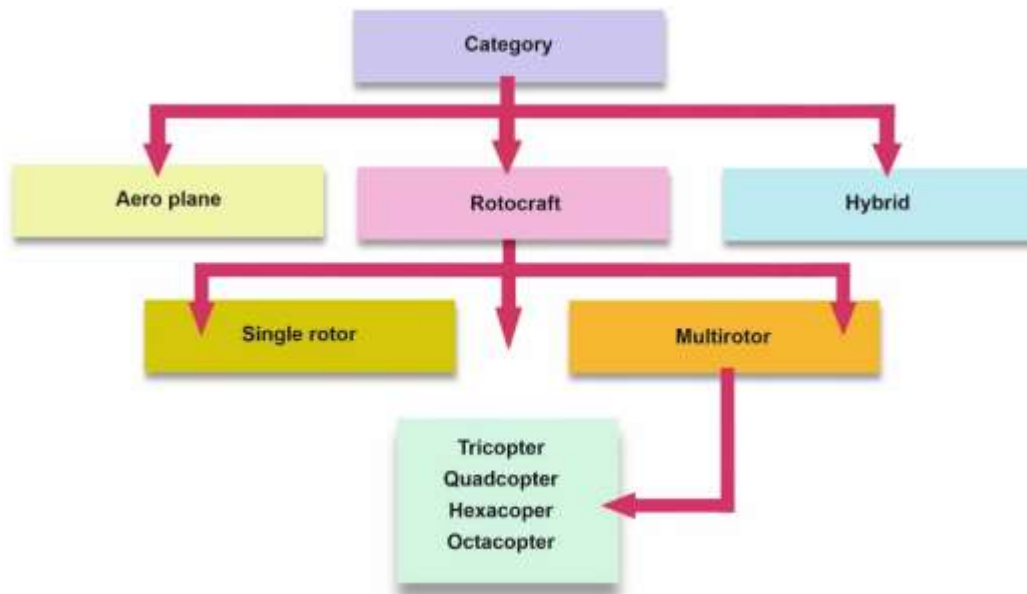 Category
Aero plane
Rotocraft
Hybrid
Single rotor
Multirotor
Tricopter
Quadcopter
Hexacoper
Octacopter